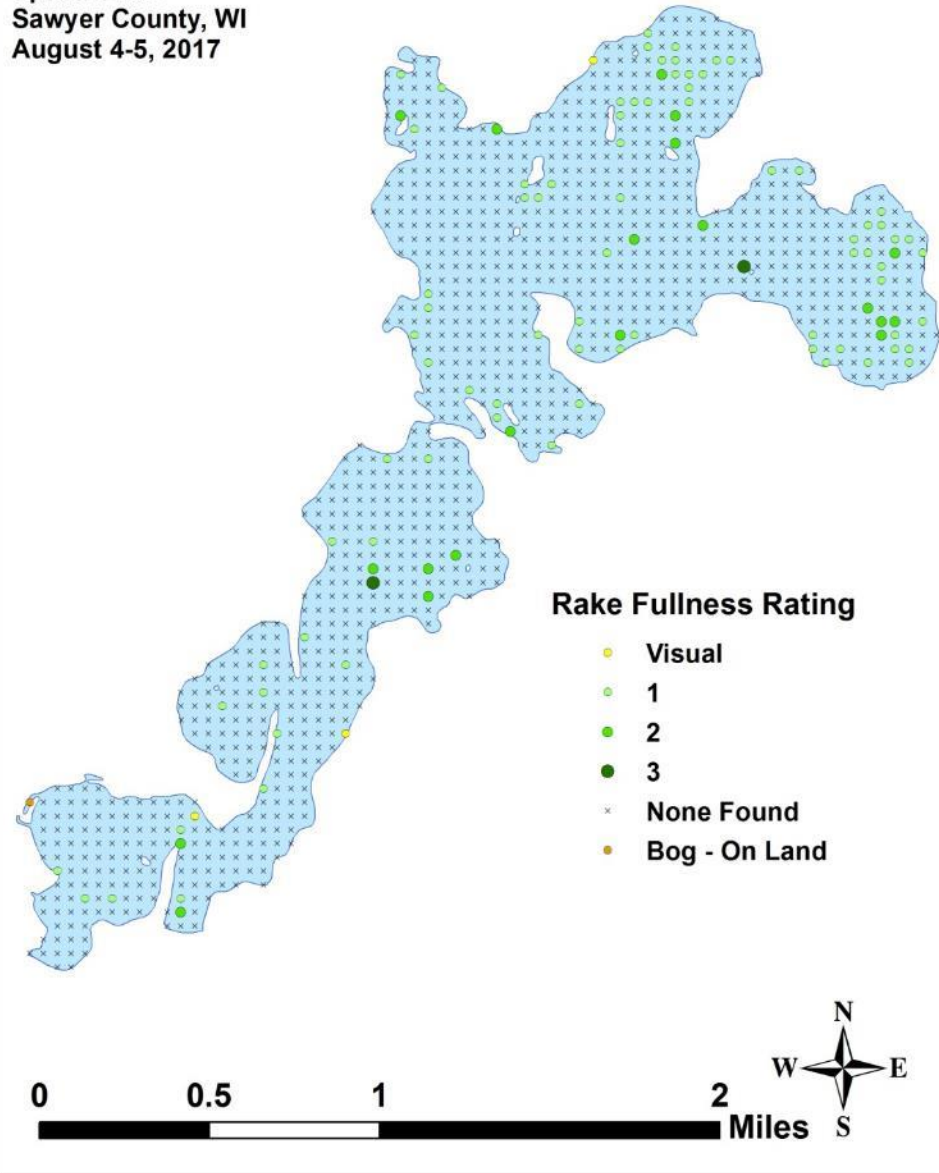 Sawyer County, WI
August 4-5, 2017
Rake Fullness Rating
Visual
1
2
3
None Found
Bog - On Land
N
W E
S
0 0.5 1 2
Miles